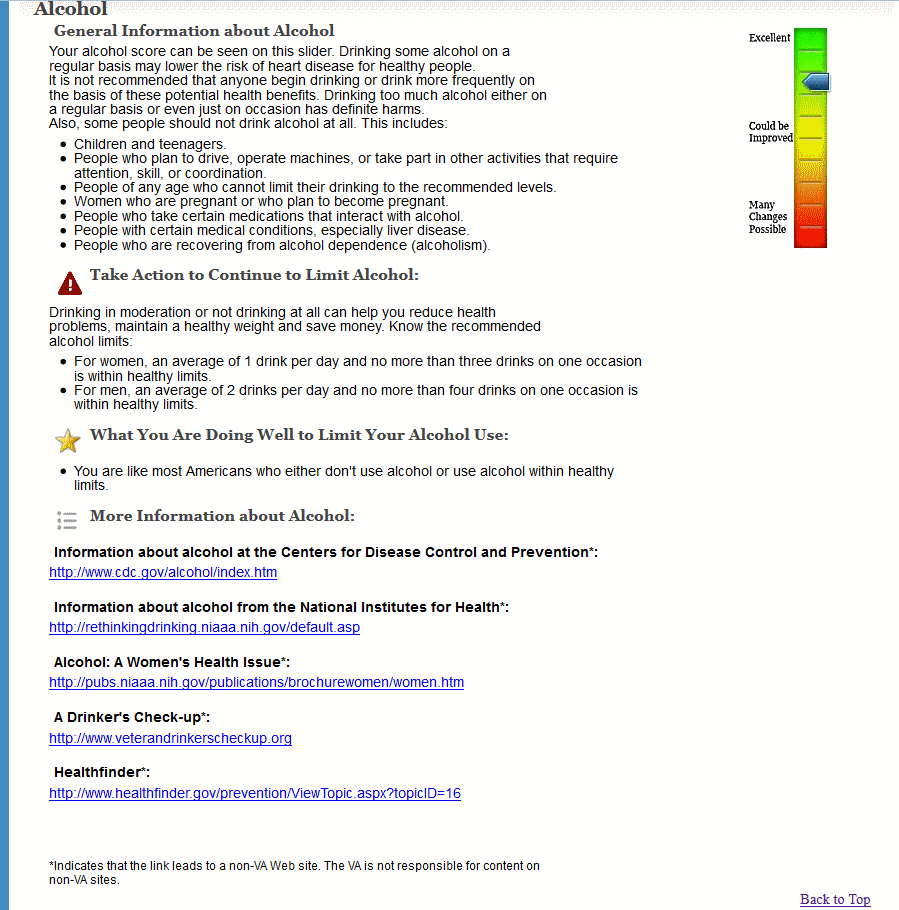 Alcohol
General Information about Alcohol
Your alcohol score can be seen on this slider. Drinking some alcohol on a
regular basis may lower the risk of heart disease for healthy people.
It is not recommended that anyone begin drinking or drink more frequently on
the basis of these potential health benefits. Drinking too much alcohol either on
a regular basis or even just on occasion has definite harms.
Also, some people should not drink alcohol at all. This includes:
Children and teenagers.
People who plan to drive, operate machines, or take part in other activities that require
attention, skill, or coordination.
People of any age who cannot limit their drinking to the recommended levels.
Women who are pregnant or who plan to become pregnant.
People who take certain medications that interact with alcohol.
People with certain medical conditions, especially liver disease.
People who are recovering from alcohol dependence (alcoholism).
Excellent
Could be
Improved
Many
Changes
Possible
Take Action to Continue to Limit Alcohol:
Drinking in moderation or not drinking at all can help you reduce health
problems, maintain a healthy weight and save money. Know the recommended
alcohol limits:
For women, an average of 1 drink per day and no more than three drinks on one occasion
is within healthy limits.
For men, an average of 2 drinks per day and no more than four drinks on one occasion is
within healthy limits.
What You Are Doing Well to Limit Your Alcohol Use:
You are like most Americans who either don't use alcohol or use alcohol within healthy
limits.
More Information about Alcohol:
Information about alcohol at the Centers for Disease Control and Prevention*:
http://www.cdc.gov/alcohol/index.htm
Information about alcohol from the National Institutes for Health*:
http://rethinkingdrinking.niaaa.nih.gov/default.asp
Alcohol: A Women's Health Issue*:
http://pubs.niaaa.nih.gov/publications/brochurewomen/women.htm
A Drinker's Check-up*:
http://www.veterandrinkerscheckup.org
Healthfinder*:
http://www.healthfinder.gov/prevention/ViewTopic.aspx?topicID=16
*Indicates that the link leads to a non-VA Web site. The VA is not responsible for content on
non-VA sites.
Back to Top